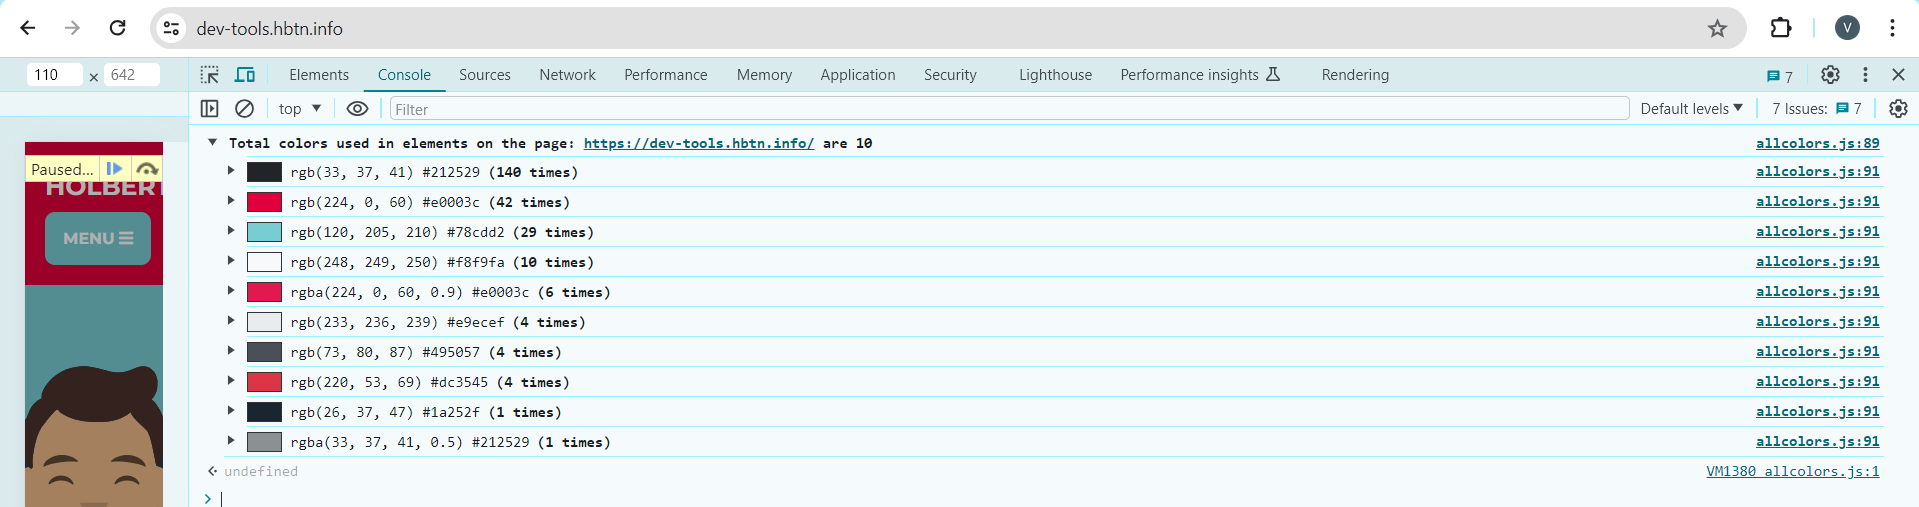 dev-tools.hbtn.info
V
110 × 642
Elements Console Sources Network Performance Memory Application Security Lighthouse Performance insights Rendering 7
top Filter Default levels 7 Issues: 7
Paused...
HOLBERT
MENU
Total colors used in elements on the page: https://dev-tools.hbtn.info/ are 10 allcolors.js:89
rgb(33, 37, 41) #212529 (140 times) allcolors.js:91
rgb(224, 0, 60) #e0003c (42 times) allcolors.js:91
rgb(120, 205, 210) #78cdd2 (29 times) allcolors.js:91
rgb(248, 249, 250) #f8f9fa (10 times) allcolors.js:91
rgba(224, 0, 60, 0.9) #e0003c (6 times) allcolors.js:91
rgb(233, 236, 239) #e9ecef (4 times) allcolors.js:91
rgb(73, 80, 87) #495057 (4 times) allcolors.js:91
rgb(220, 53, 69) #dc3545 (4 times) allcolors.js:91
rgb(26, 37, 47) #1a252f (1 times) allcolors.js:91
rgba(33, 37, 41, 0.5) #212529 (1 times) allcolors.js:91
undefined VM1380 allcolors.js:1